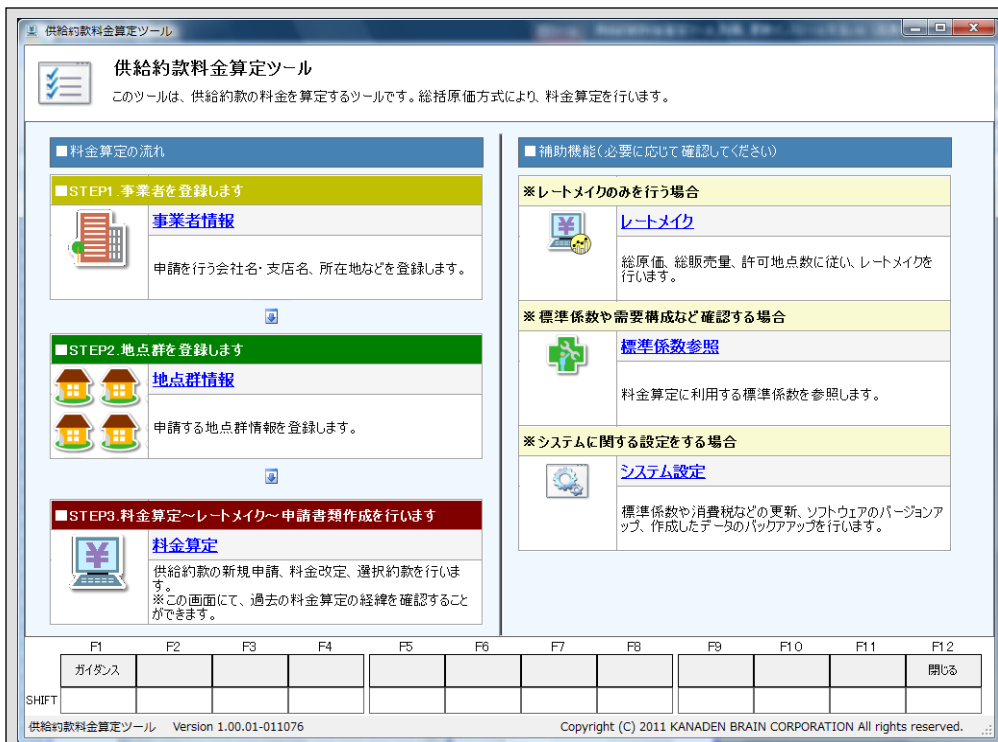 供給約款料金算定ツール
供給約款料金算定ツール
このツールは、供給約款の料金を算定するツールです。総括原価方式により、料金算定を行います。
■料金算定の流れ
■STEP1.事業者を登録します
事業者情報
申請を行う会社名・支店名、所在地などを登録します。
■STEP2.地点群を登録します
地点群情報
申請する地点群情報を登録します。
■STEP3.料金算定～レートメイク～申請書類作成を行います
料金算定
供給約款の新規申請、料金改定、選択約款を行いま
す。
※この画面にて、過去の料金算定の経緯を確認すること
ができます。
■補助機能(必要に応じて確認してください)
※レートメイクのみを行う場合
レートメイク
総原価、総販売量、許可地点数に従い、レートメイクを
行います。
※標準係数や需要構成など確認する場合
標準係数参照
料金算定に利用する標準係数を参照します。
※システムに関する設定をする場合
システム設定
標準係数や消費税などの更新、ソフトウェアのバージョンア
ップ、作成したデータのバックアアップを行います。
F1 F2 F3 F4 F5 F6 F7 F8 F9 F10 F11 F12
ガイダンス 閉じる
SHIFT
供給約款料金算定ツール Version 1.00.01-011076 Copyright (C) 2011 KANADEN BRAIN CORPORATION All rights reserved.